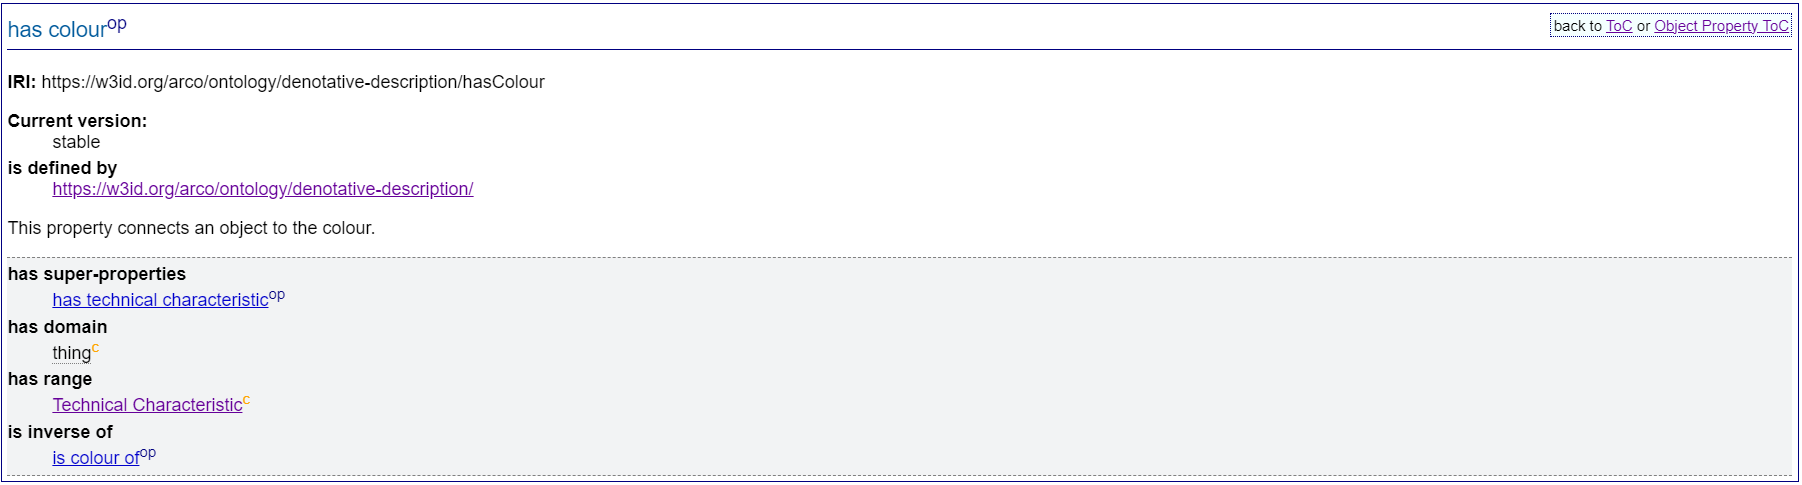 has colour op
back to ToC or Object Property ToC
IRI: https://w3id.org/arco/ontology/denotative-description/hasColour
Current version:
stable
is defined by
https://w3id.org/arco/ontology/denotative-description/
This property connects an object to the colour.
has super-properties
has technical characteristic op
has domain
thing c
has range
Technical Characteristic c
is inverse of
is colour of op